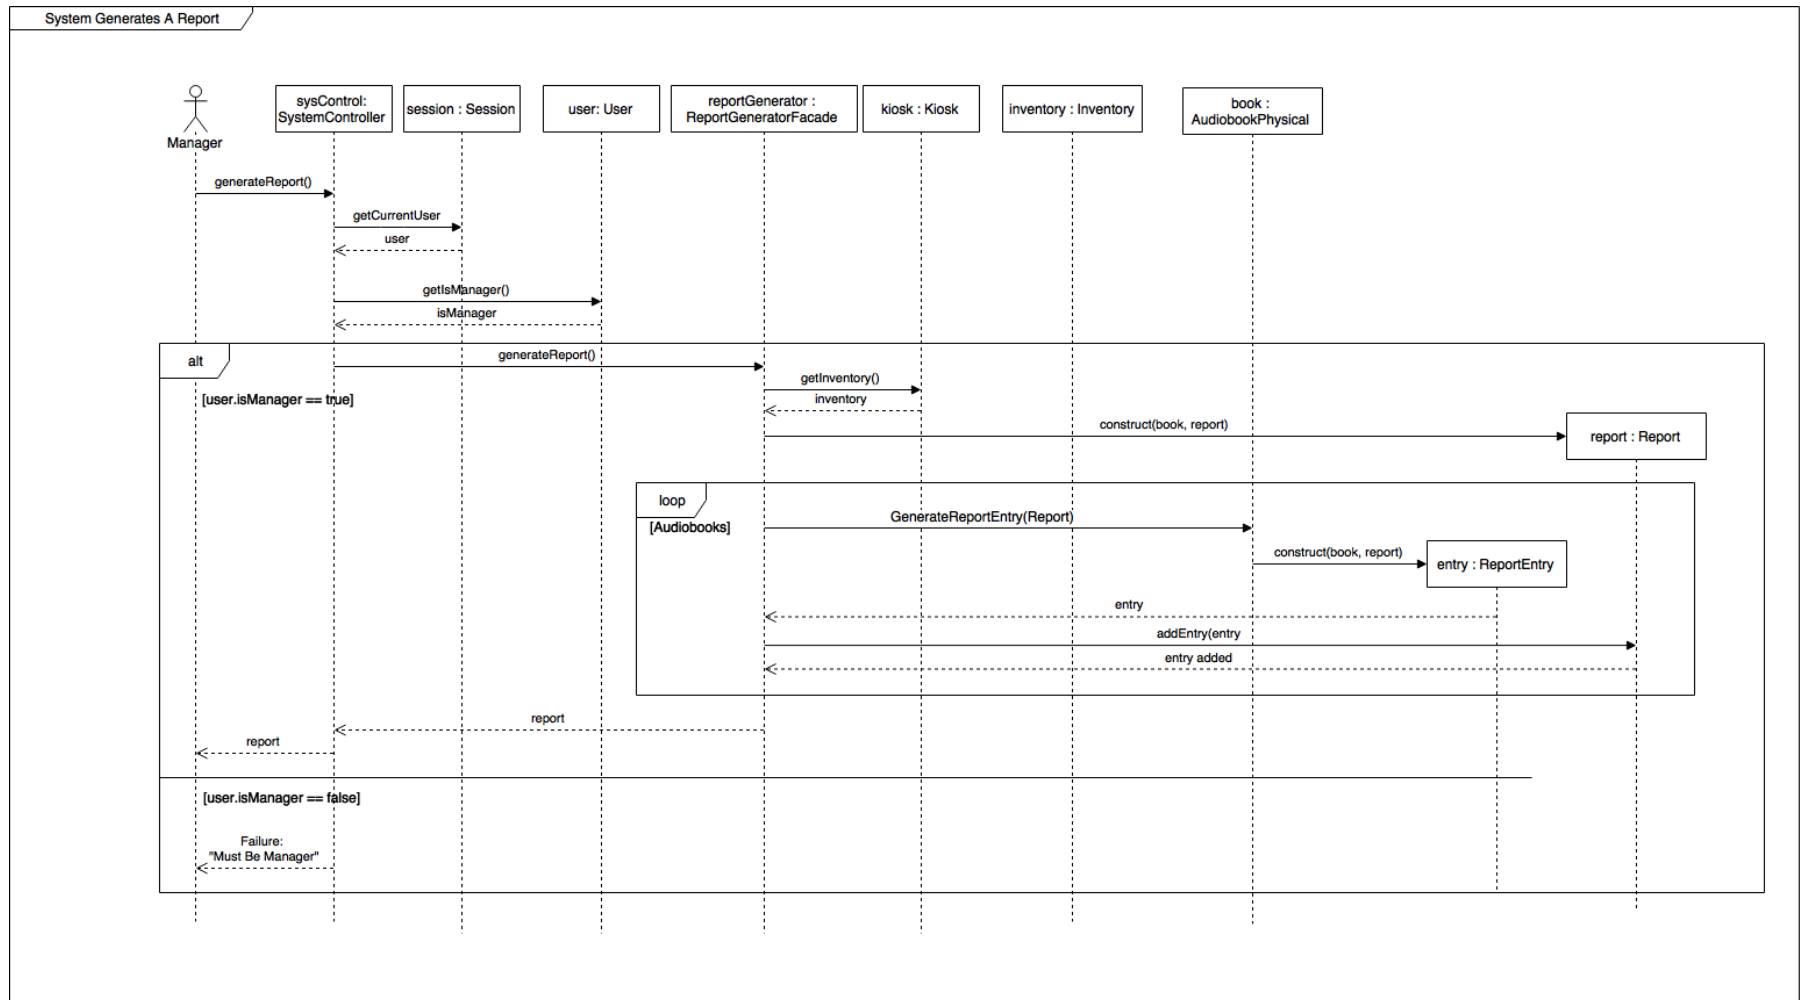 System Generates A Report
Manager
sysControl:
SystemController
session : Session
user: User
reportGenerator :
ReportGeneratorFacade
kiosk : Kiosk
inventory : Inventory
book :
AudiobookPhysical
generateReport()
getCurrentUser
user
getIsManager()
isManager
alt
generateReport()
[user.isManager == true]
getInventory()
inventory
construct(book, report)
report : Report
loop
[Audiobooks]
GenerateReportEntry(Report)
construct(book, report)
entry : ReportEntry
entry
addEntry(entry
entry added
report
report
[user.isManager == false]
Failure:
"Must Be Manager"